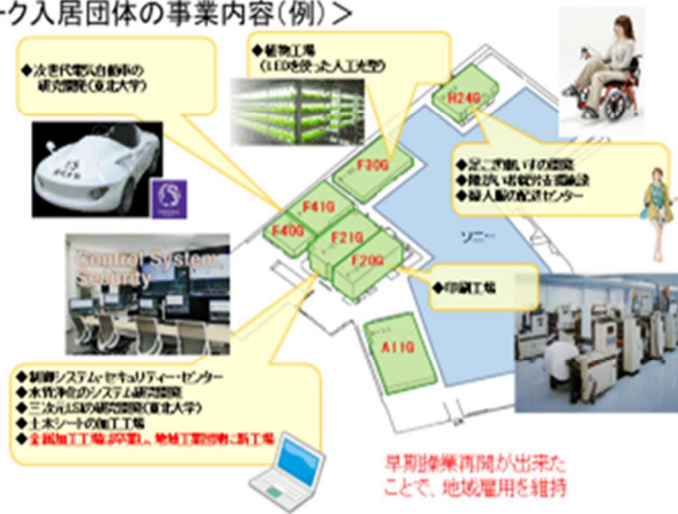 ーク入居団体の事業内容(例)＞
◆次世代電気自動車の
研究開発(東北大学)
◆植物工場
(LEDを使った人工光型)
H24G
F30G
◆足こぎ車いすの開発
◆障がい者就労支援施設
◆婦人服の配送センター
F41G
F40G
F21G
F20G
ソニー
Control System
Security
◆印刷工場
A11G
◆制御システム・セキュリティー・センター
◆水質浄化のシステム研究開発
◆三次元LSIの研究開発(東北大学)
◆土木シートの加工工場
◆金属加工工場は卒業し、地域工業団地に新工場
早期操業再開が出来た
ことで、地域雇用を維持